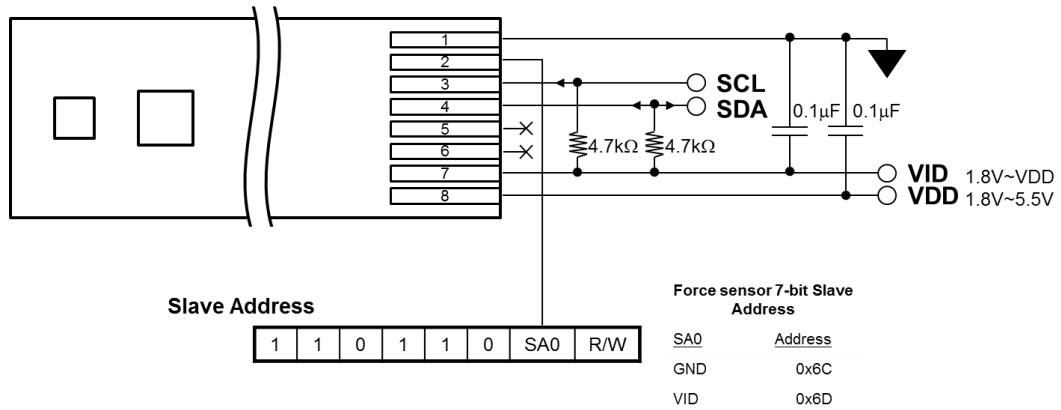 1
2
3
4
5
6
7
8
SCL
SDA
0.1µF 0.1µF
4.7kΩ 4.7kΩ
VID 1.8V~VDD
VDD 1.8V~5.5V
Slave Address
1 1 0 1 1 0 SA0 R/W
Force sensor 7-bit Slave
Address
SA0 Address
GND 0x6C
VID 0x6D